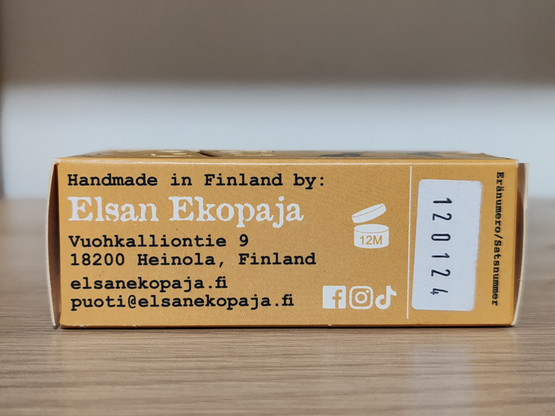 Handmade in Finland by:
Elsan Ekopaja
Vuohkalliontie 9
18200 Heinola, Finland
elsanekopaja.fi
puoti@elsanekopaja.fi
12M
120124
Eränumero/Satsnummer